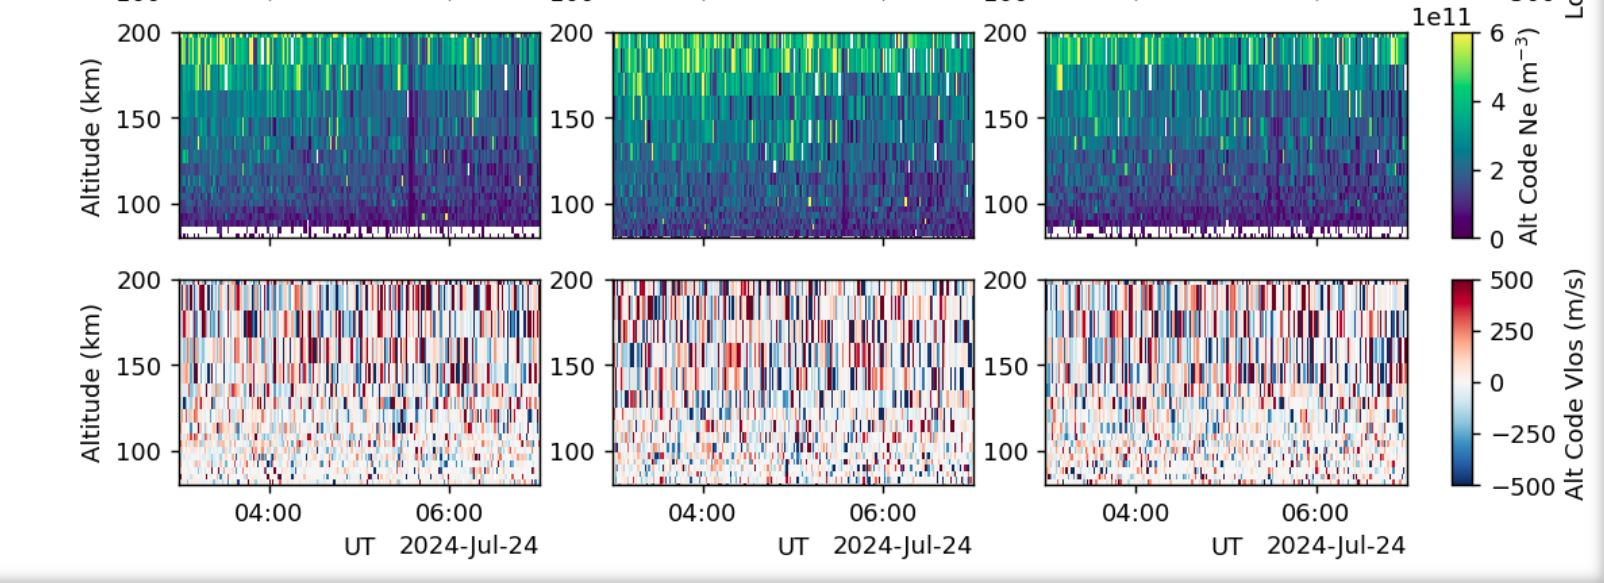 1e11
200 200 200 6
150 150 150 4
100 100 100 2
0
Altitude (km)
Alt Code Ne (m⁻³)
200 200 200 500
250
150 150 150 0
100 100 100 −250
−500
Altitude (km)
Alt Code Vlos (m/s)
04:00 06:00 04:00 06:00 04:00 06:00
UT 2024-Jul-24 UT 2024-Jul-24 UT 2024-Jul-24